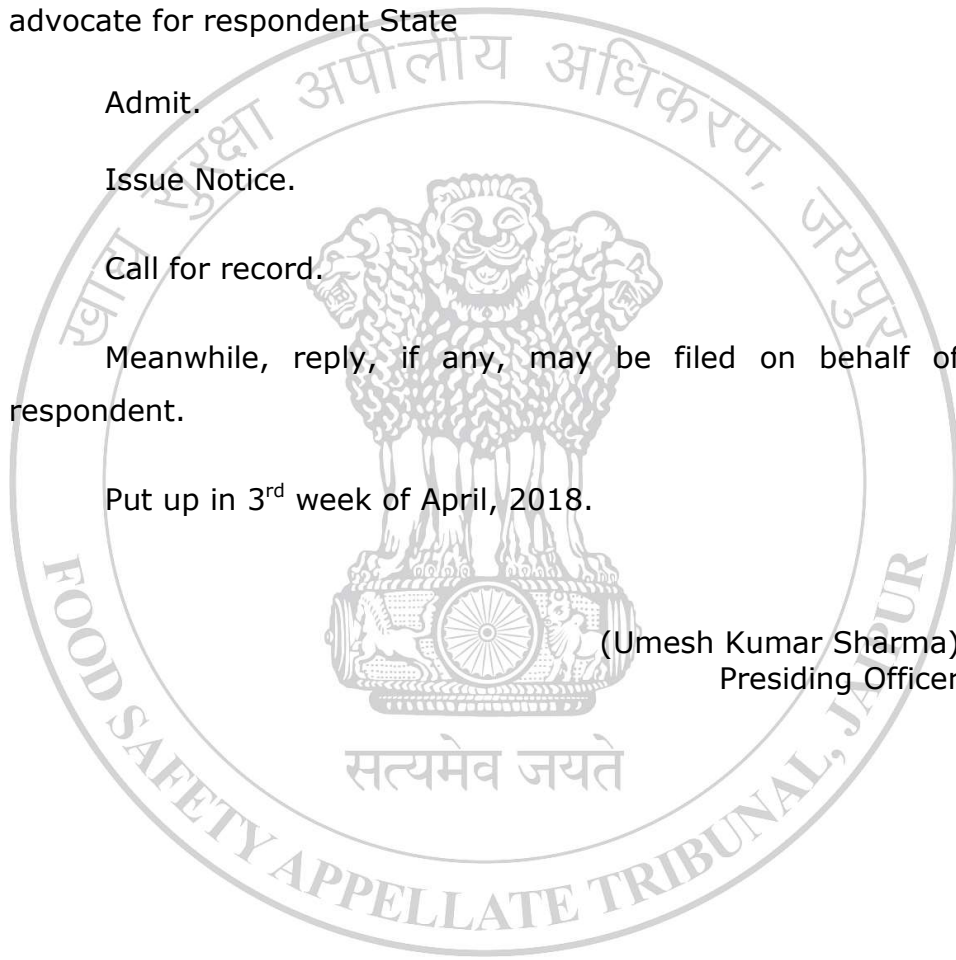 advocate for respondent State
Admit.
Issue Notice.
Call for record.
Meanwhile, reply, if any, may be filed on behalf of
respondent.
Put up in 3rd week of April, 2018.
(Umesh Kumar Sharma)
Presiding Officer
खाद्य सुरक्षा अपीलीय अधिकरण, जयपुर
सत्यमेव जयते
FOOD SAFETY APPELLATE TRIBUNAL, JAIPUR